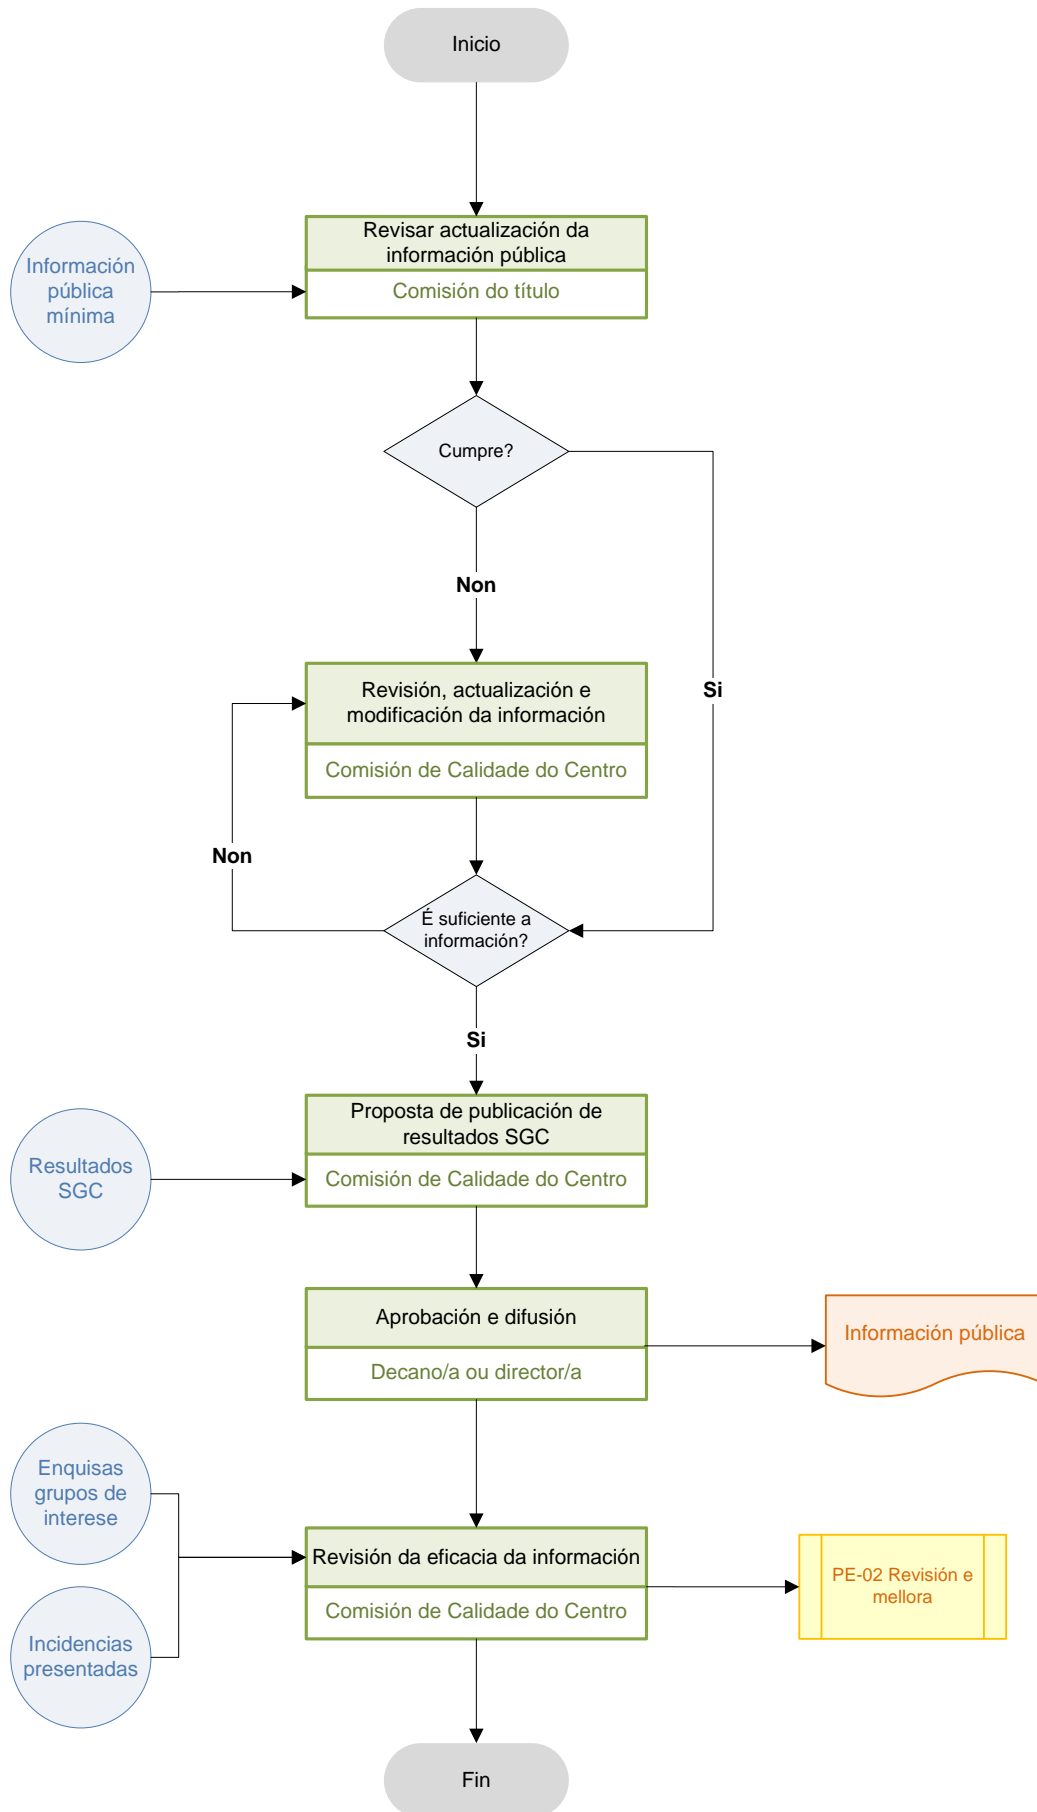 Inicio
Revisar actualización da
información pública
Comisión do título
Información
pública
mínima
Cumpre?
Non
Si
Revisión, actualización e
modificación da información
Comisión de Calidade do Centro
Non
É suficiente a
información?
Si
Proposta de publicación de
resultados SGC
Comisión de Calidade do Centro
Resultados
SGC
Aprobación e difusión
Decano/a ou director/a
Información pública
Enquisas
grupos de
interese
Revisión da eficacia da información
Comisión de Calidade do Centro
PE-02 Revisión e
mellora
Incidencias
presentadas
Fin